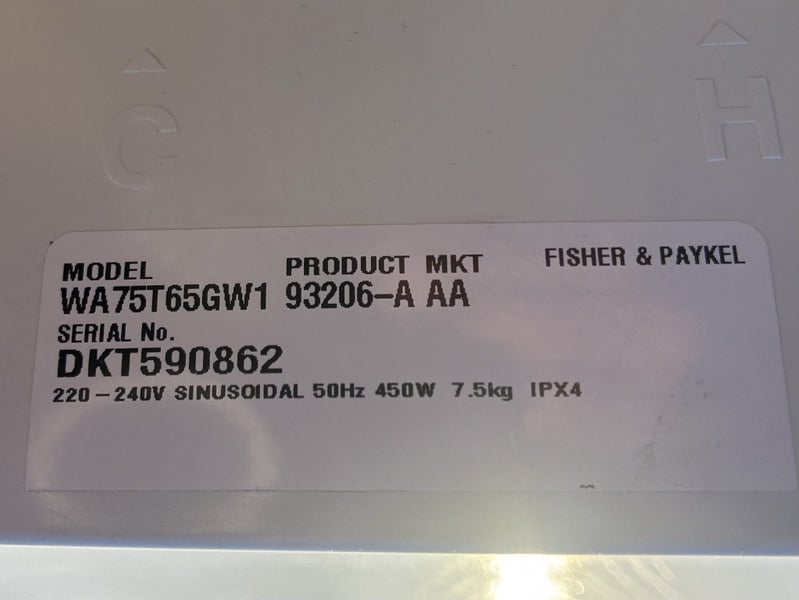 C H
MODEL PRODUCT MKT FISHER & PAYKEL
WA75T65GW1 93206-A AA
SERIAL No.
DKT590862
220-240V SINUSOIDAL 50Hz 450W 7.5kg IPX4